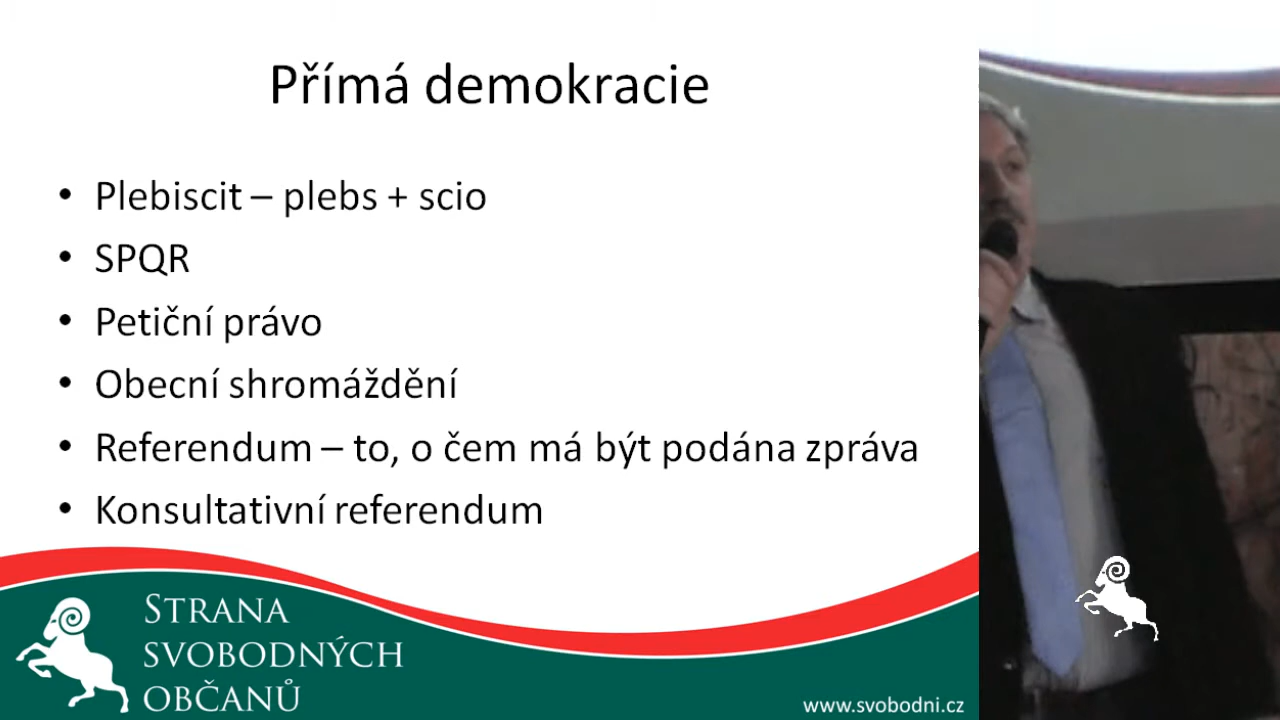 Přímá demokracie
• Plebiscit – plebs + scio
• SPQR
• Petiční právo
• Obecní shromáždění
• Referendum – to, o čem má být podána zpráva
• Konsultativní referendum
STRANA
SVOBODNÝCH
OBČANŮ
www.svobodni.cz